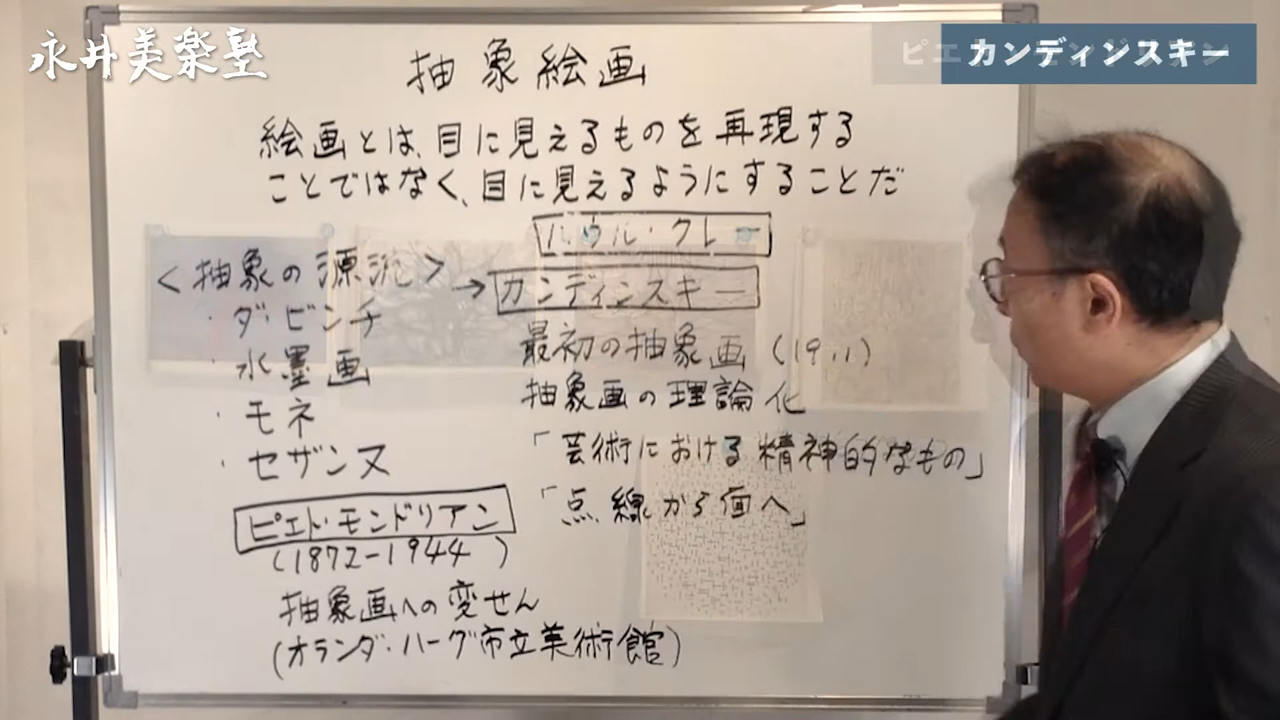 永井美楽塾
カンディンスキー
抽象絵画
絵画とは、目に見えるものを再現する
ことではなく、目に見えるようにすることだ
パウル・クレー
<抽象の源流>
→カンディンスキー
・ダ・ビンチ
・水墨画
・モネ
・セザンヌ
最初の抽象画(1911)
抽象画の理論化
「芸術における精神的なもの」
「点、線から面へ」
ピエト・モンドリアン
(1872-1944)
抽象画への変せん
(オランダ・ハーグ市立美術館)